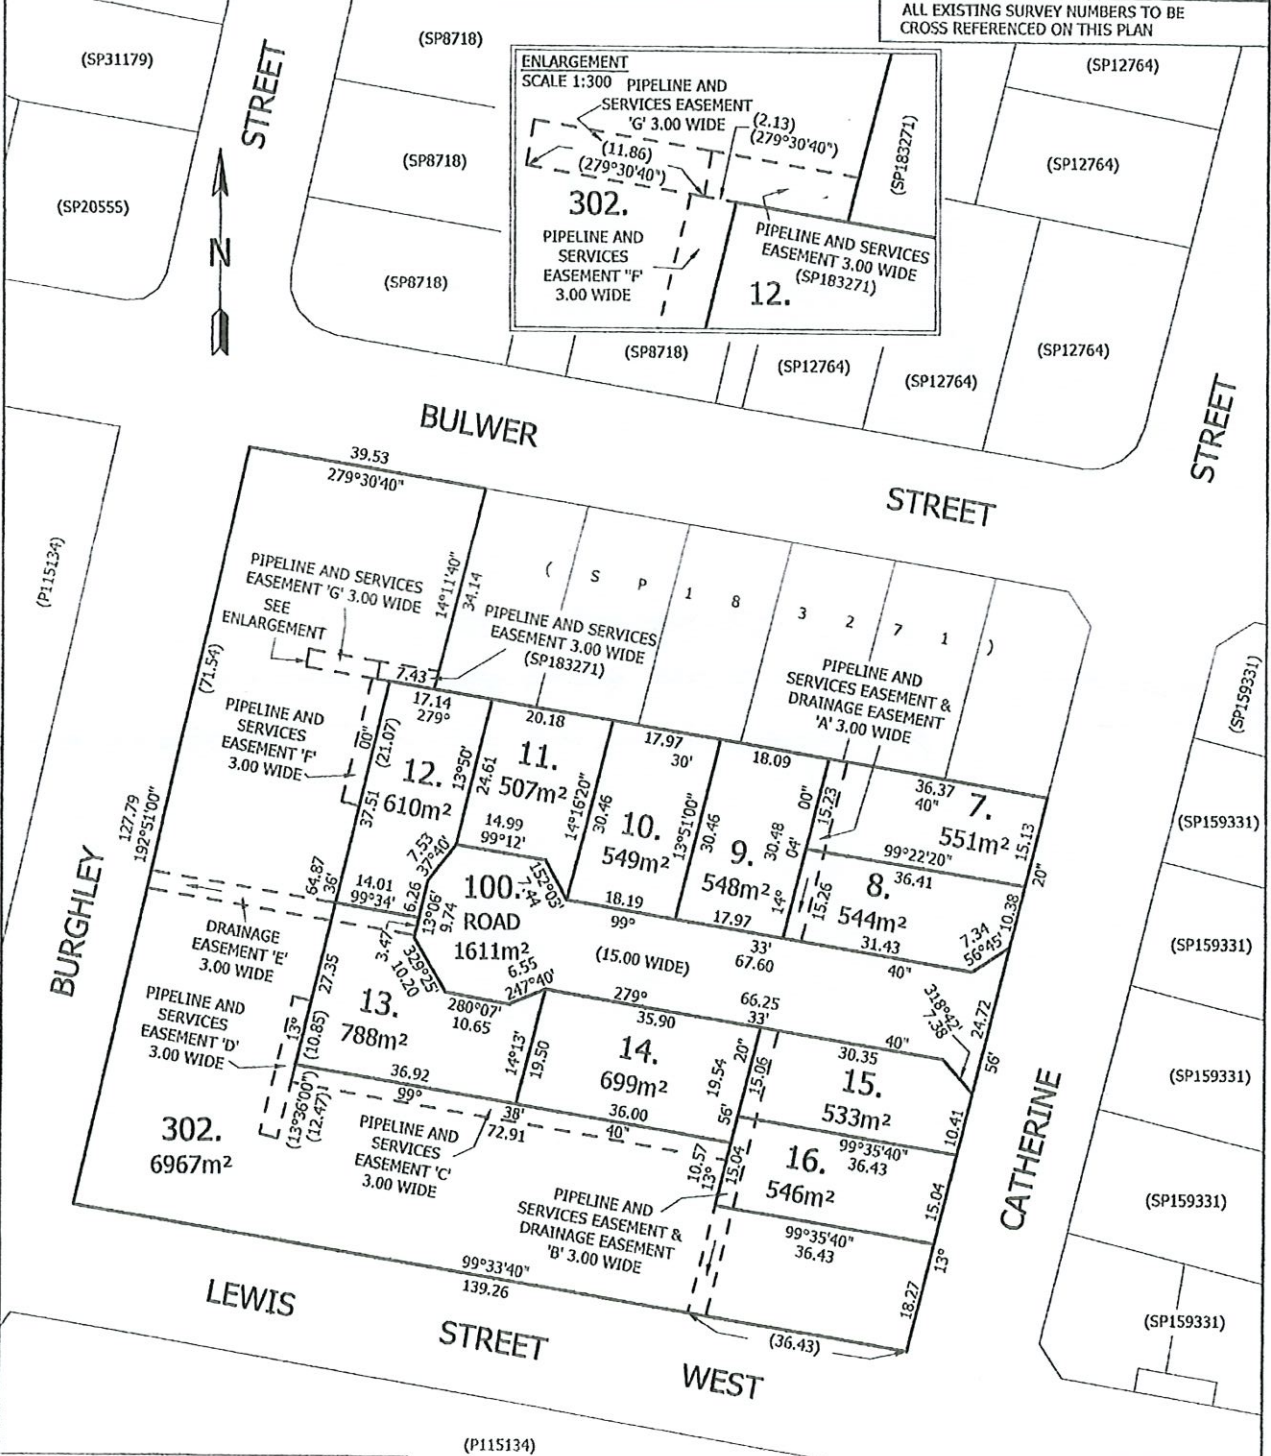 ALL EXISTING SURVEY NUMBERS TO BE
CROSS REFERENCED ON THIS PLAN
(SP31179)
STREET
(SP8718)
(SP12764)
(SP20555)
(SP8718)
(SP12764)
N
(SP8718)
ENLARGEMENT
SCALE 1:300
PIPELINE AND
SERVICES EASEMENT
'G' 3.00 WIDE
(2.13)
(279°30'40")
(11.86)
(279°30'40")
(SP183271)
302.
PIPELINE AND
SERVICES
EASEMENT "F'
3.00 WIDE
PIPELINE AND SERVICES
EASEMENT 3.00 WIDE
(SP183271)
12.
(SP8718)
(SP12764)
(SP12764)
(SP12764)
BULWER
STREET
STREET
39.53
279°30'40"
(P115134)
14°11'40"
34.14
( S P 1 8 3 2 7 1 )
PIPELINE AND SERVICES
EASEMENT 'G' 3.00 WIDE
SEE
ENLARGEMENT
PIPELINE AND SERVICES
EASEMENT 3.00 WIDE
(SP183271)
PIPELINE AND
SERVICES EASEMENT &
DRAINAGE EASEMENT
'A' 3.00 WIDE
(71.54)
7.43
17.14
279°
20.18
17.97
30'
18.09
36.37
40"
PIPELINE AND
SERVICES
EASEMENT 'F'
3.00 WIDE
00"
(21.07)
37.51
12.
610m²
13°50'
24.61
11.
507m²
14°16'20"
30.46
10.
549m²
13°51'00"
30.46
9.
548m²
00"
30.48
04'
14°
15.23
7.
551m²
15.13
20"
99°22'20"
36.41
8.
544m²
15.26
10.38
31.43
7.34
56°45'
127.79
192°51'00"
64.87
36'
14.01
99°34'
7.53
37°40'
6.26
13°06'
9.74
14.99
99°12'
152°03'
7.44
100.
ROAD
1611m²
18.19
99°
17.97
33'
67.60
40"
(15.00 WIDE)
BURGHLEY
DRAINAGE
EASEMENT 'E'
3.00 WIDE
3.47
329°25'
10.20
6.55
247°40'
280°07'
10.65
279°
35.90
66.25
33'
40"
318°42'
7.38
24.72
56'
PIPELINE AND
SERVICES
EASEMENT 'D'
3.00 WIDE
27.35
13°
(10.85)
13.
788m²
14°13'
19.50
14.
699m²
20"
19.54
56'
15.06
30.35
15.
533m²
10.41
36.92
99°
36.00
38'
72.91
40"
99°35'40"
36.43
(13°36'00")
(12.47)
302.
6967m²
PIPELINE AND
SERVICES
EASEMENT 'C'
3.00 WIDE
10.57
13°
15.04
16.
546m²
15.04
CATHERINE
PIPELINE AND
SERVICES EASEMENT &
DRAINAGE EASEMENT
'B' 3.00 WIDE
99°35'40"
36.43
13°
18.27
99°33'40"
139.26
(36.43)
LEWIS
STREET
WEST
(SP159331)
(SP159331)
(SP159331)
(SP159331)
(SP159331)
(SP159331)
(P115134)